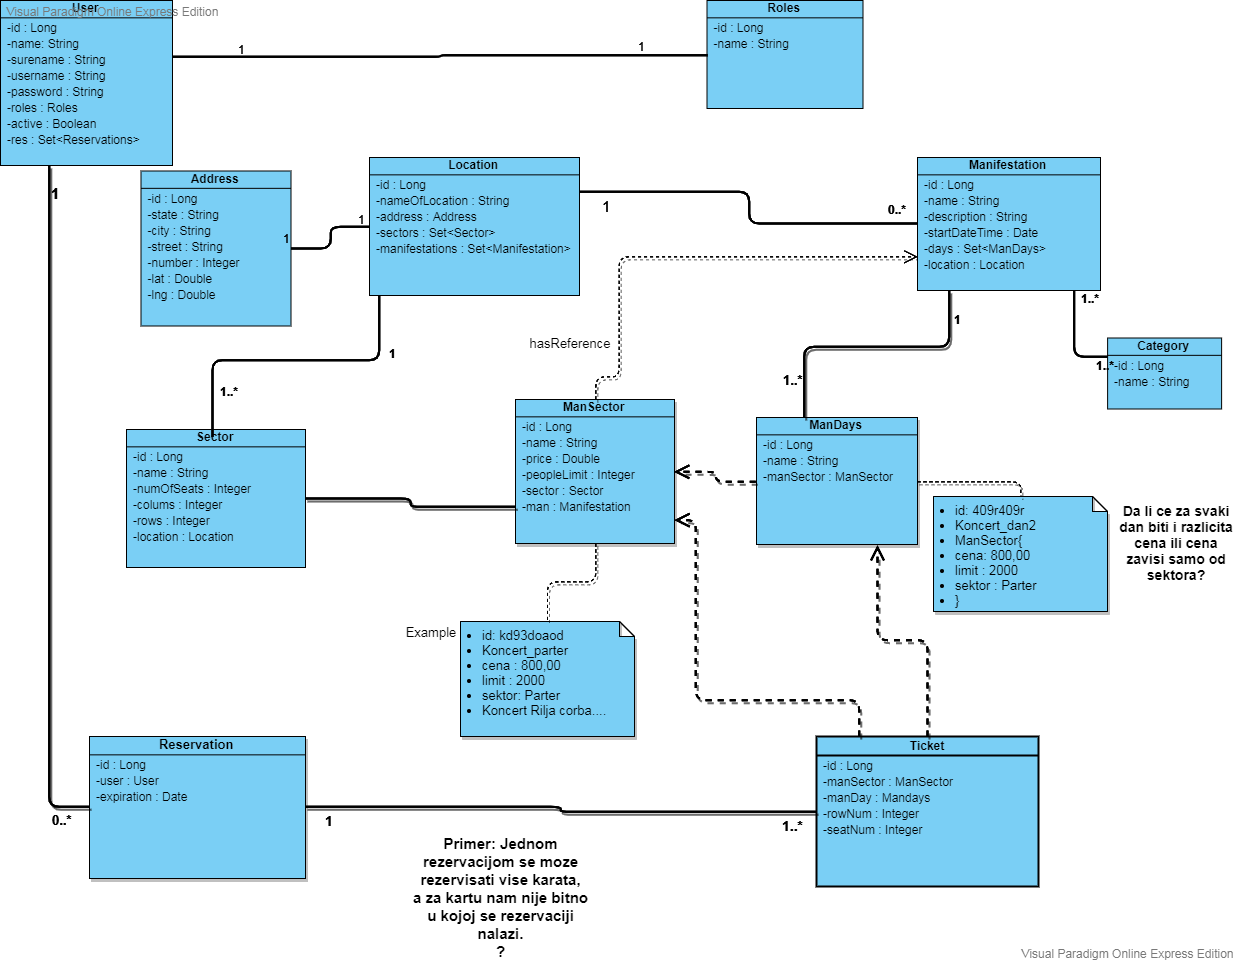 Visual Paradigm Online Express Edition
User
-id : Long
-name: String
-surename : String
-username : String
-password : String
-roles : Roles
-active : Boolean
-res : Set<Reservations>
1
1
Roles
-id : Long
-name : String
1
Address
-id : Long
-state : String
-city : String
-street : String
-number : Integer
-lat : Double
-lng : Double
1
1
Location
-id : Long
-nameOfLocation : String
-address : Address
-sectors : Set<Sector>
-manifestations : Set<Manifestation>
1
0..*
Manifestation
-id : Long
-name : String
-description : String
-startDateTime : Date
-days : Set<ManDays>
-location : Location
1..*
1
hasReference
1
1..*
1..*
1..*
Category
-id : Long
-name : String
Sector
-id : Long
-name : String
-numOfSeats : Integer
-colums : Integer
-rows : Integer
-location : Location
ManSector
-id : Long
-name : String
-price : Double
-peopleLimit : Integer
-sector : Sector
-man : Manifestation
ManDays
-id : Long
-name : String
-manSector : ManSector
• id: 409r409r
• Koncert_dan2
• ManSector{
• cena: 800,00
• limit : 2000
• sektor : Parter
• }
Da li ce za svaki
dan biti i razlicita
cena ili cena
zavisi samo od
sektora?
Example
• id: kd93doaod
• Koncert_parter
• cena : 800,00
• limit : 2000
• sektor: Parter
• Koncert Rilja corba....
Reservation
-id : Long
-user : User
-expiration : Date
0..*
1
1..*
Ticket
-id : Long
-manSector : ManSector
-manDay : Mandays
-rowNum : Integer
-seatNum : Integer
Primer: Jednom
rezervacijom se moze
rezervisati vise karata,
a za kartu nam nije bitno
u kojoj se rezervaciji
nalazi.
?
Visual Paradigm Online Express Edition